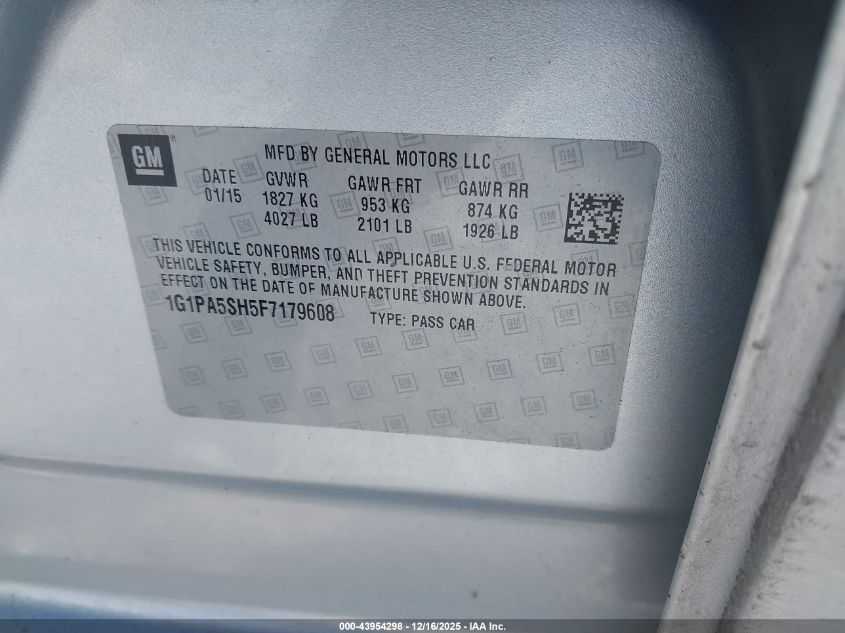 GM ®
MFD BY GENERAL MOTORS LLC
DATE GVWR GAWR FRT GAWR RR
01/15 1827 KG 953 KG 874 KG
4027 LB 2101 LB 1926 LB
THIS VEHICLE CONFORMS TO ALL APPLICABLE U.S. FEDERAL MOTOR
VEHICLE SAFETY, BUMPER, AND THEFT PREVENTION STANDARDS IN
EFFECT ON THE DATE OF MANUFACTURE SHOWN ABOVE.
1G1PA5SH5F7179608 TYPE: PASS CAR
000-43954298 - 12/16/2025 - IAA Inc.